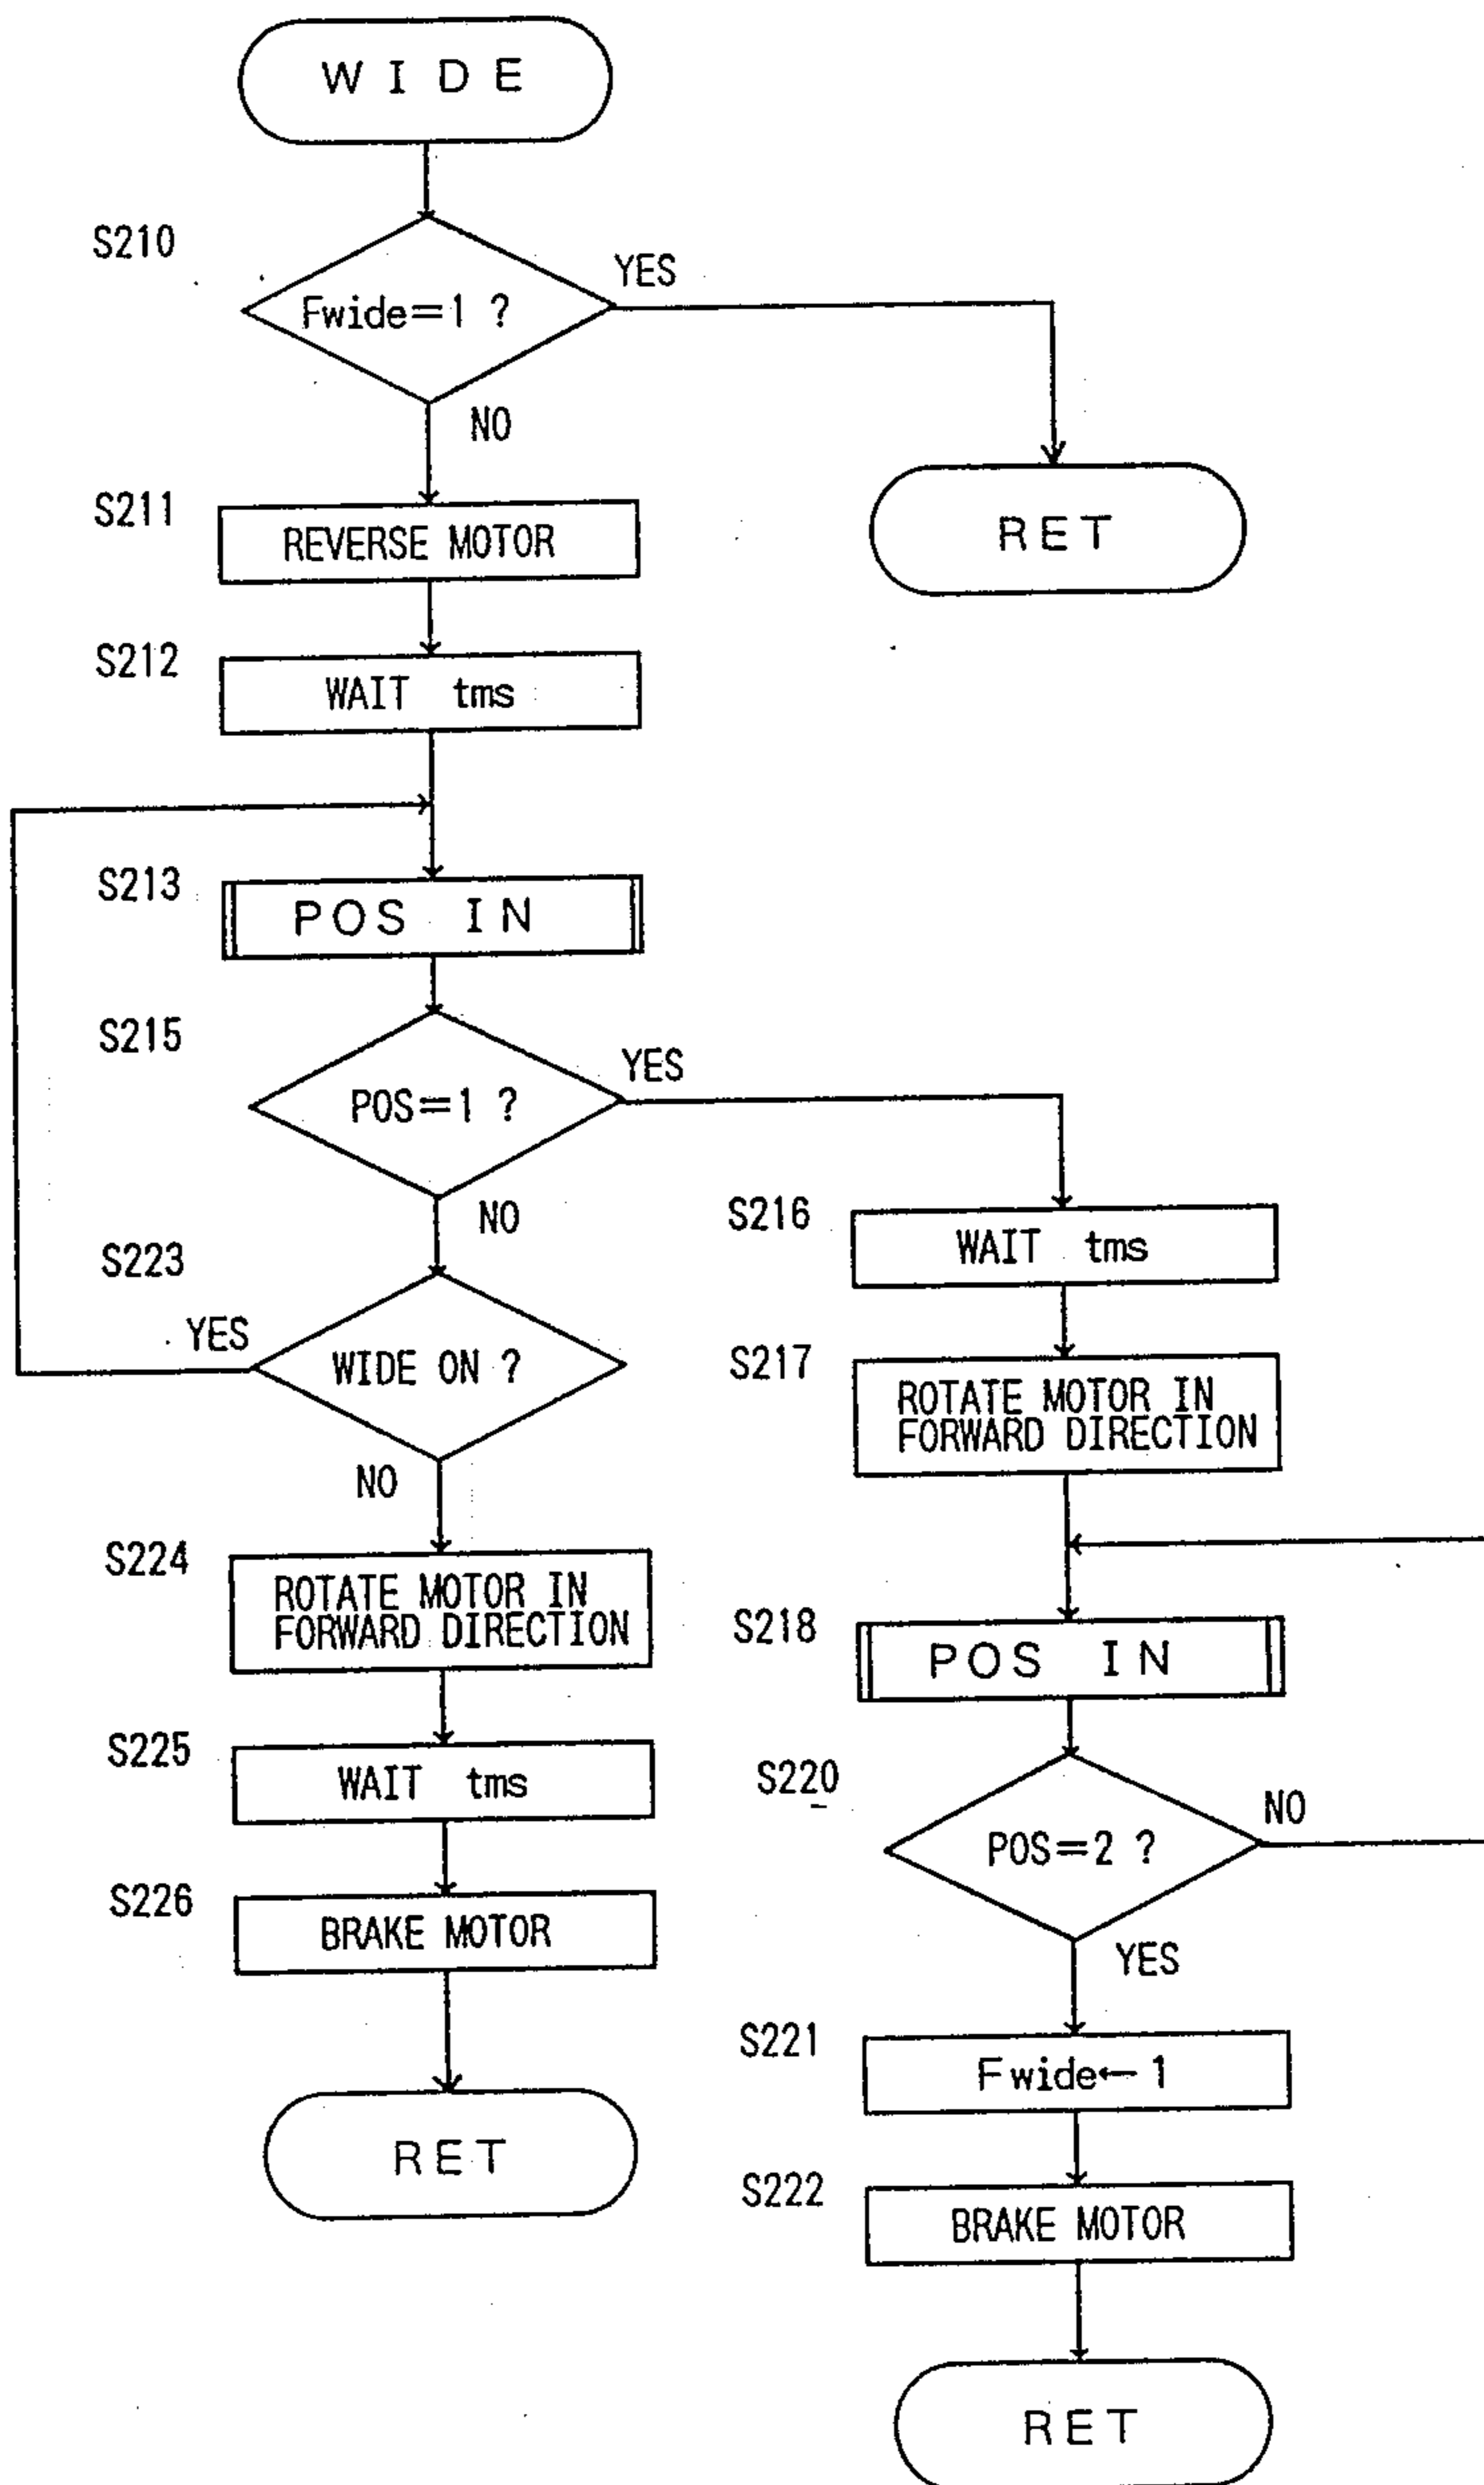 WIDE
S210
Fwide=1 ?
YES
NO
RET
S211
REVERSE MOTOR
S212
WAIT tms
S213
POS IN
S215
POS=1 ?
YES
NO
S223
WIDE ON ?
YES
NO
S224
ROTATE MOTOR IN
FORWARD DIRECTION
S225
WAIT tms
S226
BRAKE MOTOR
RET
S216
WAIT tms
S217
ROTATE MOTOR IN
FORWARD DIRECTION
S218
POS IN
S220
POS=2 ?
NO
YES
S221
Fwide←1
S222
BRAKE MOTOR
RET